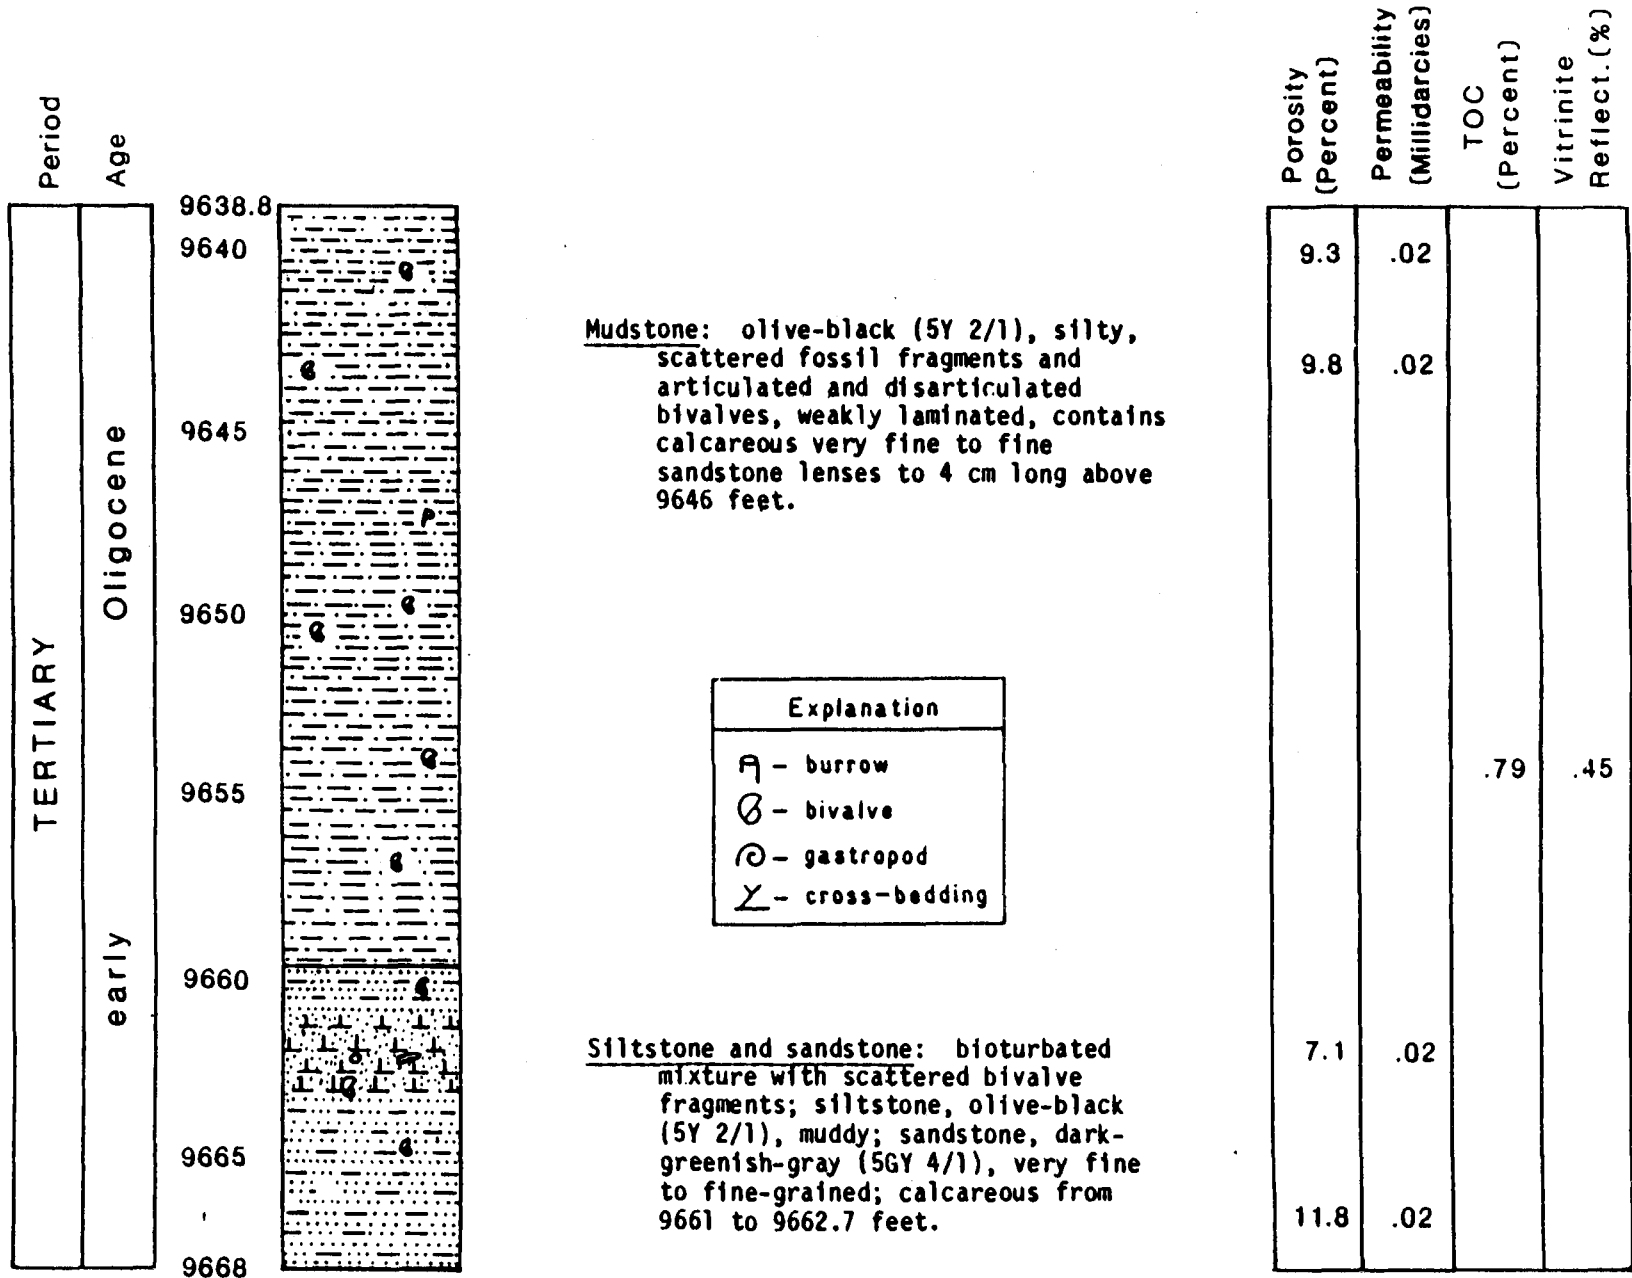 Period
Age
Porosity
(Percent)
Permeability
(Millidarcies)
TOC
(Percent)
Vitrinite
Reflect.(%)
TERTIARY
early Oligocene
9638.8
9640
9645
9650
9655
9660
9665
9668
Mudstone: olive-black (5Y 2/1), silty,
scattered fossil fragments and
articulated and disarticulated
bivalves, weakly laminated, contains
calcareous very fine to fine
sandstone lenses to 4 cm long above
9646 feet.
Explanation
- burrow
- bivalve
- gastropod
- cross-bedding
Siltstone and sandstone: bioturbated
mixture with scattered bivalve
fragments; siltstone, olive-black
(5Y 2/1), muddy; sandstone, dark-
greenish-gray (5GY 4/1), very fine
to fine-grained; calcareous from
9661 to 9662.7 feet.
9.3 .02
9.8 .02
.79 .45
7.1 .02
11.8 .02